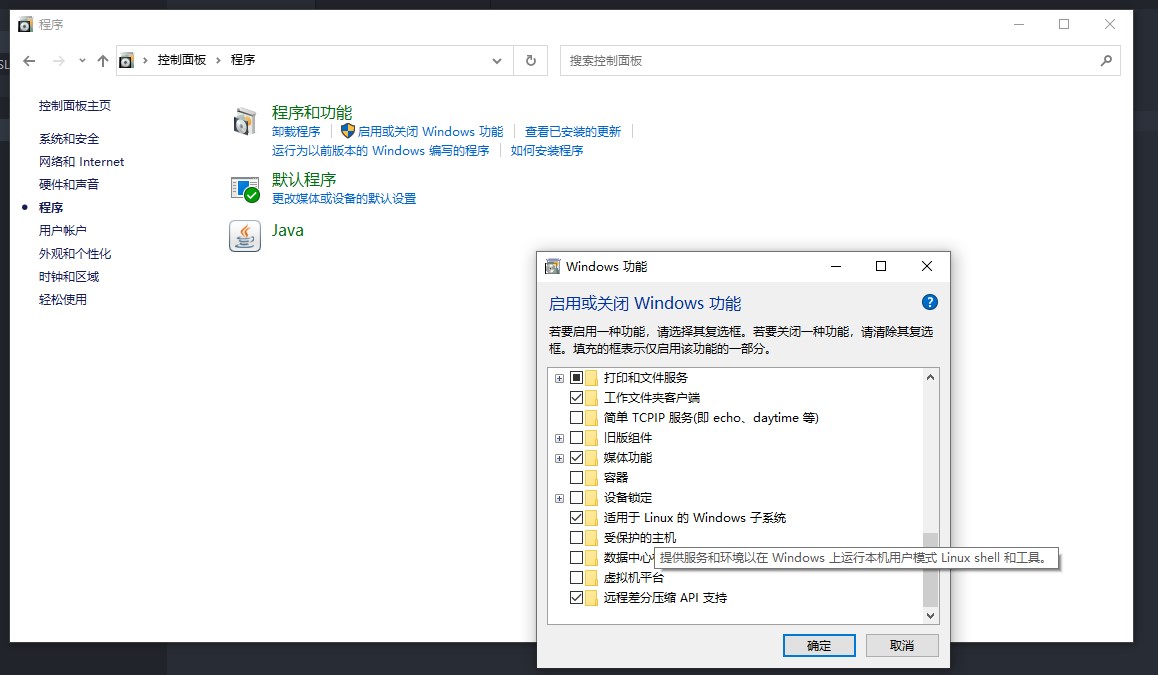 程序
控制面板 程序
搜索控制面板
控制面板主页
系统和安全
网络和 Internet
硬件和声音
程序
用户帐户
外观和个性化
时钟和区域
轻松使用
程序和功能
卸载程序 启用或关闭 Windows 功能 查看已安装的更新
运行为以前版本的 Windows 编写的程序 如何安装程序
默认程序
更改媒体或设备的默认设置
Java
Windows 功能
启用或关闭 Windows 功能
若要启用一种功能，请选择其复选框。若要关闭一种功能，请清除其复选
框。填充的框表示仅启用该功能的一部分。
打印和文件服务
工作文件夹客户端
简单 TCPIP 服务(即 echo、daytime 等)
旧版组件
媒体功能
容器
设备锁定
适用于 Linux 的 Windows 子系统
受保护的主机
数据中心
提供服务和环境以在 Windows 上运行本机用户模式 Linux shell 和工具。
虚拟机平台
远程差分压缩 API 支持
确定 取消